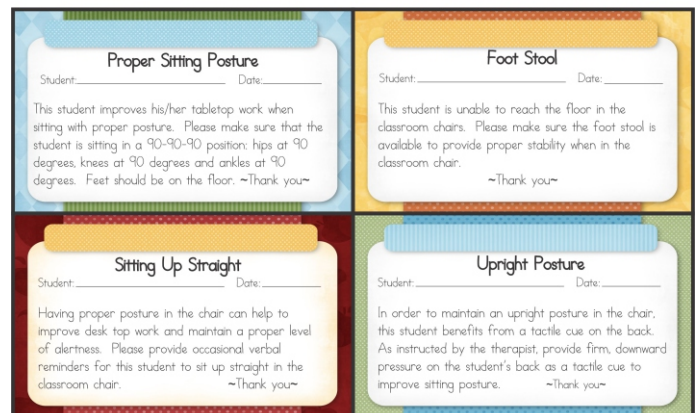 Proper Sitting Posture
Student: Date:
This student improves his/her tabletop work when
sitting with proper posture. Please make sure that the
student is sitting in a 90-90-90 position: hips at 90
degrees, knees at 90 degrees and ankles at 90
degrees. Feet should be on the floor. ~Thank you~
Foot Stool
Student: Date:
This student is unable to reach the floor in the
classroom chairs. Please make sure the foot stool is
available to provide proper stability when in the
classroom chair.
~Thank you~
Sitting Up Straight
Student: Date:
Having proper posture in the chair can help to
improve desk top work and maintain a proper level
of alertness. Please provide occasional verbal
reminders for this student to sit up straight in the
classroom chair. ~Thank you~
Upright Posture
Student: Date:
In order to maintain an upright posture in the chair,
this student benefits from a tactile cue on the back.
As instructed by the therapist, provide firm, downward
pressure on the student's back as a tactile cue to
improve sitting posture. ~Thank you~